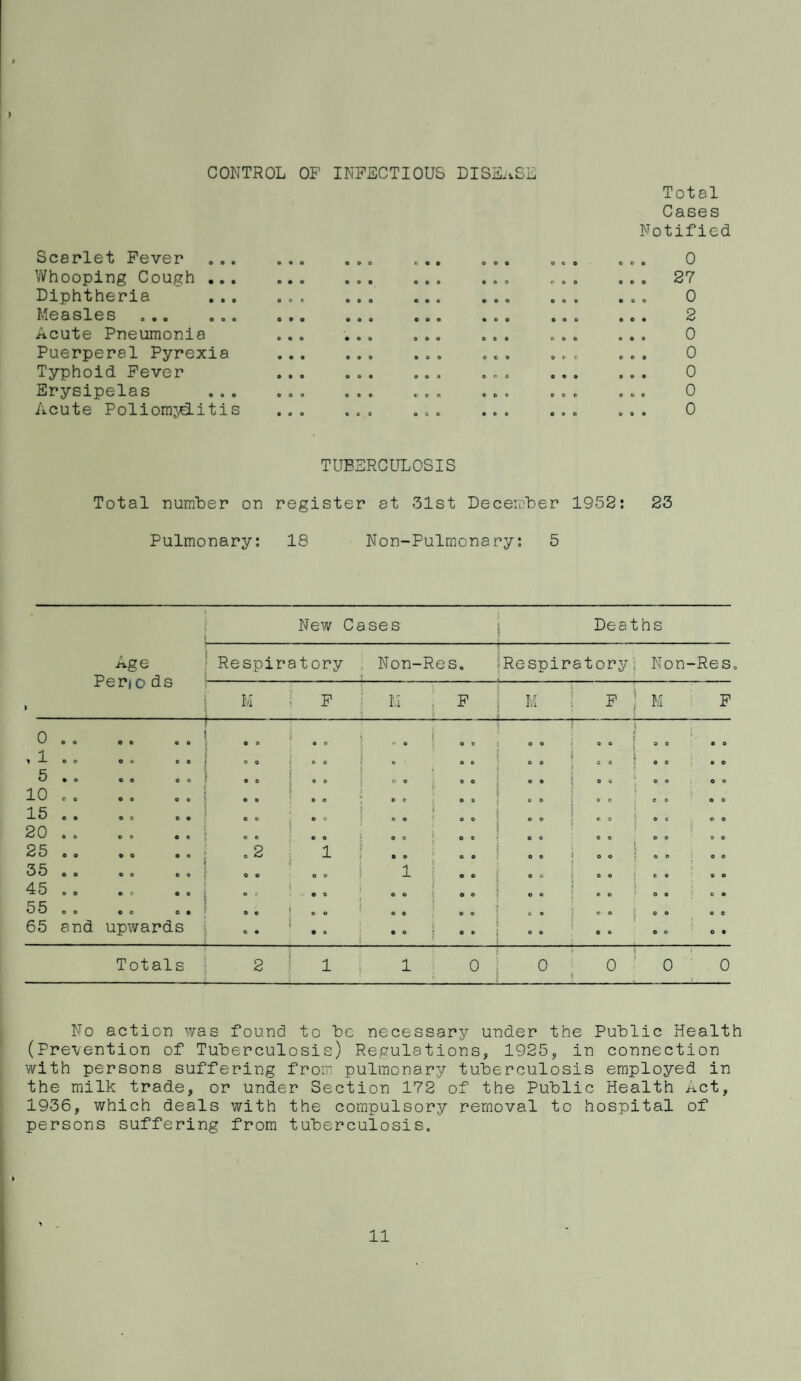 CONTROL OF INFECTIOUS DISEASE
Total
Cases
Notified
Scarlet Fever ... ... ... ... ... ... ... 0
Whooping Cough ... ... ... ... ... ... ... 27
Diphtheria ... ... ... ... ... ... ... 0
Measles ... ... ... ... ... ... ... ... 2
Acute Pneumonia ... ... ... ... ... ... 0
Puerperal Pyrexia ... ... ... ... ... ... 0
Typhoid Fever ... ... ... ... ... ... 0
Erysipelas ... ... ... ... ... ... ... 0
Acute Poliomyelitis ... ... ... ... ... ... 0
TUBERCULOSIS
Total number on register at 31st December 1952: 23
Pulmonary: 18 Non-Pulmonary: 5
New Cases Deaths
Age Respiratory Non-Res. Respiratory Non-Res.
Periods
M F M F M F M F
0 .. .. .. .. .. .. .. .. .. .. ..
1 .. .. .. .. .. .. .. .. .. .. ..
5 .. .. .. .. .. .. .. .. .. .. ..
10 .. .. .. .. .. .. .. .. .. .. ..
15 .. .. .. .. .. .. .. .. .. .. ..
20 .. .. .. .. .. .. .. .. .. .. ..
25 .. .. .. .2 1 .. .. .. .. .. ..
35 .. .. .. .. .. 1 .. .. .. .. ..
45 .. .. .. .. .. .. .. .. .. .. ..
55 .. .. .. .. .. .. .. .. .. .. ..
65 and upwards .. .. .. .. .. .. .. ..
Totals 2 1 1 0 0 0 0 0
No action was found to be necessary under the Public Health
(Prevention of Tuberculosis) Regulations, 1925, in connection
with persons suffering from pulmonary tuberculosis employed in
the milk trade, or under Section 172 of the Public Health Act,
1936, which deals with the compulsory removal to hospital of
persons suffering from tuberculosis.
11